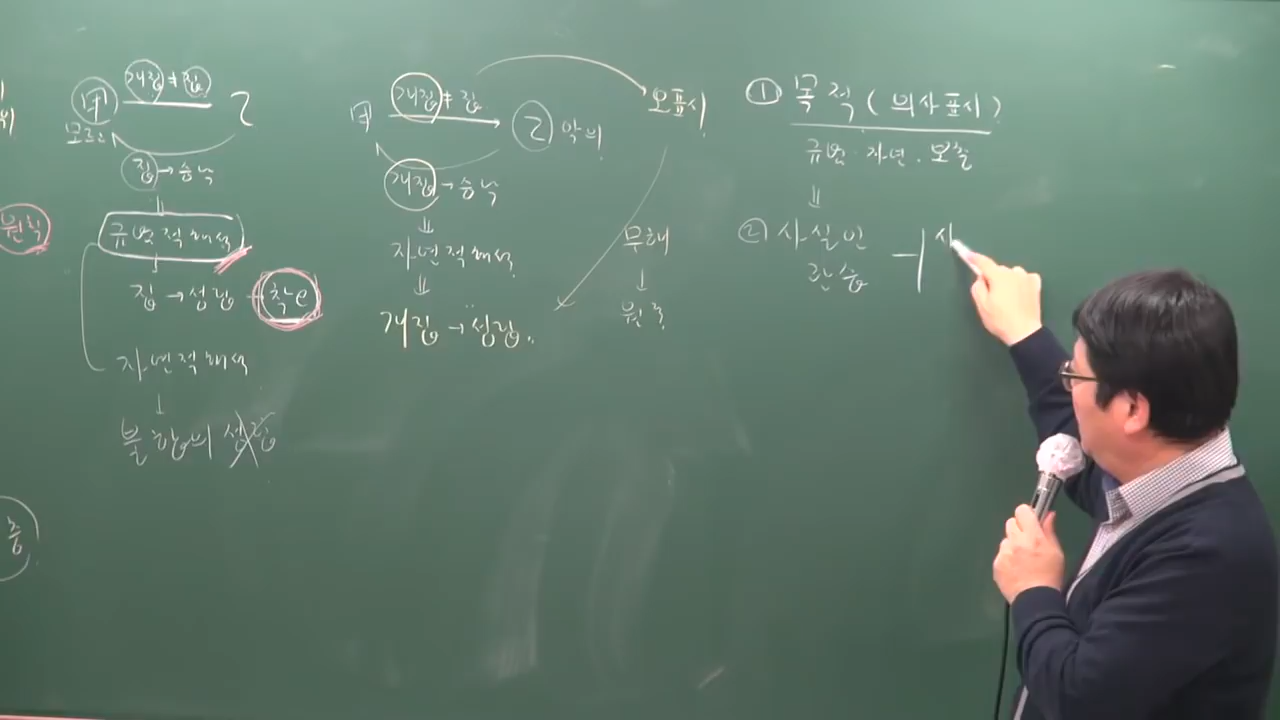 개집 ≠ 집
甲 → 乙
모르고
집 → 승낙
⇓
원칙
규범적해석
↓
집 → 성립 → 착오
자연적해석
↓
불합의
개집 ≠ 집
甲 → 乙 악의
개집 → 승낙
⇓
자연적해석
⇓
개집 → 성립
오표시
무해
↓
원칙
① 목적 ( 의사표시 )
규범 · 자연 · 보충
⇓
② 사실인
관습
사
충